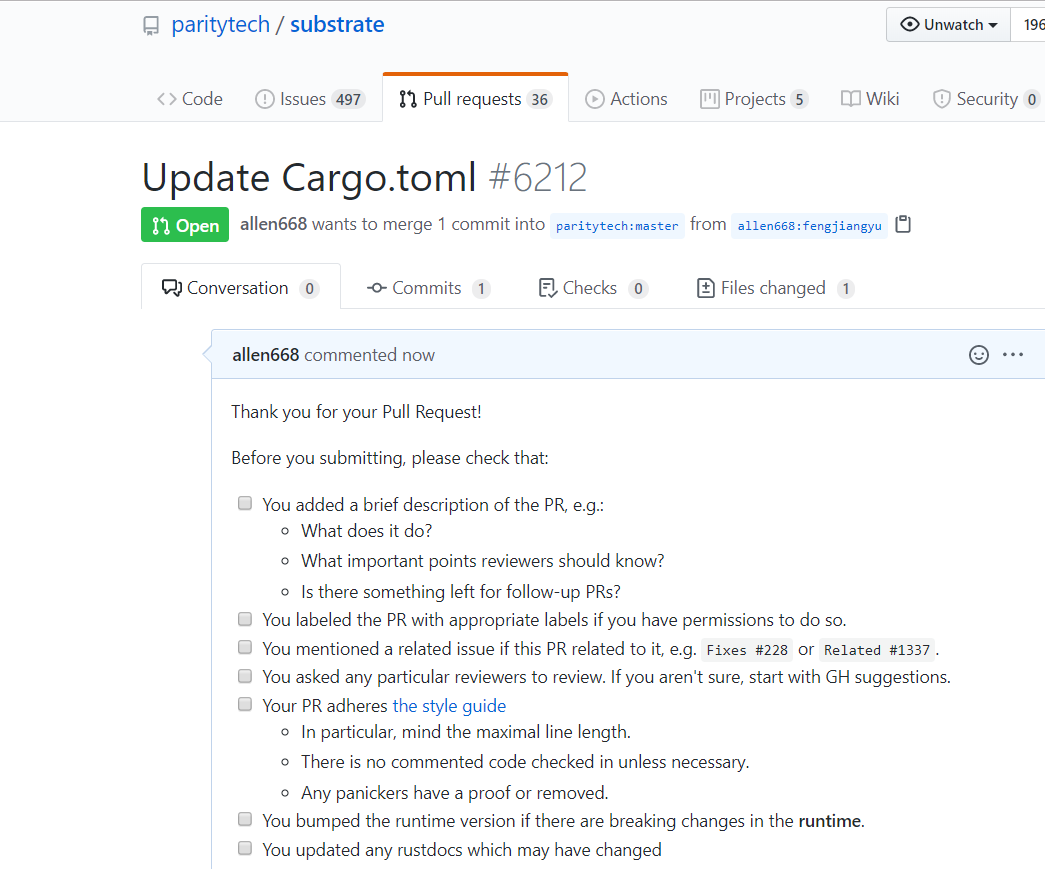 paritytech / substrate
Unwatch 196
Code Issues 497 Pull requests 36 Actions Projects 5 Wiki Security 0
Update Cargo.toml #6212
Open allen668 wants to merge 1 commit into paritytech:master from allen668:fengjiangyu
Conversation 0 Commits 1 Checks 0 Files changed 1
allen668 commented now
Thank you for your Pull Request!
Before you submitting, please check that:
You added a brief description of the PR, e.g.:
What does it do?
What important points reviewers should know?
Is there something left for follow-up PRs?
You labeled the PR with appropriate labels if you have permissions to do so.
You mentioned a related issue if this PR related to it, e.g. Fixes #228 or Related #1337.
You asked any particular reviewers to review. If you aren't sure, start with GH suggestions.
Your PR adheres the style guide
In particular, mind the maximal line length.
There is no commented code checked in unless necessary.
Any panickers have a proof or removed.
You bumped the runtime version if there are breaking changes in the runtime.
You updated any rustdocs which may have changed